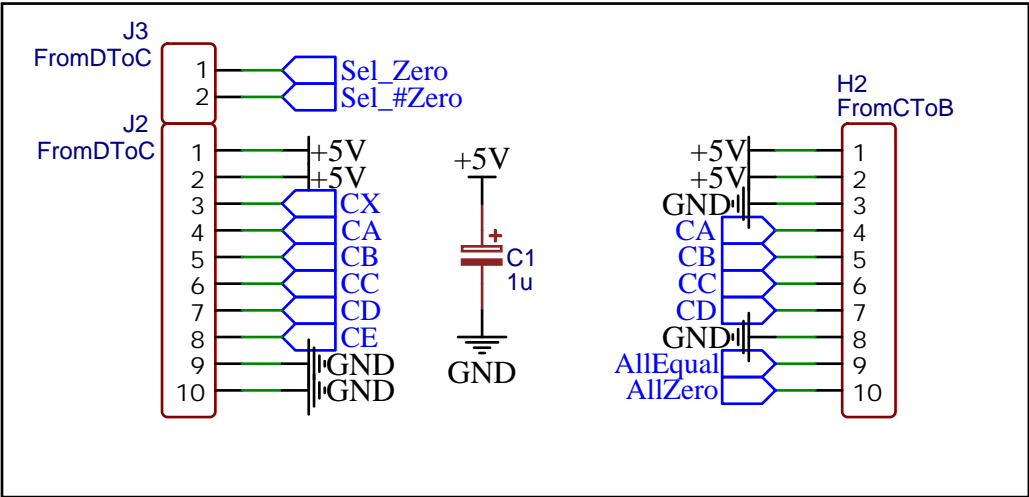 J3
FromDToC
1 Sel_Zero
2 Sel_#Zero
J2
FromDToC
1 +5V
2 +5V
3 CX
4 CA
5 CB
6 CC
7 CD
8 CE
9 GND
10 GND
+5V
+
C1
1u
GND
H2
FromCToB
+5V 1
+5V 2
GND 3
CA 4
CB 5
CC 6
CD 7
GND 8
AllEqual 9
AllZero 10